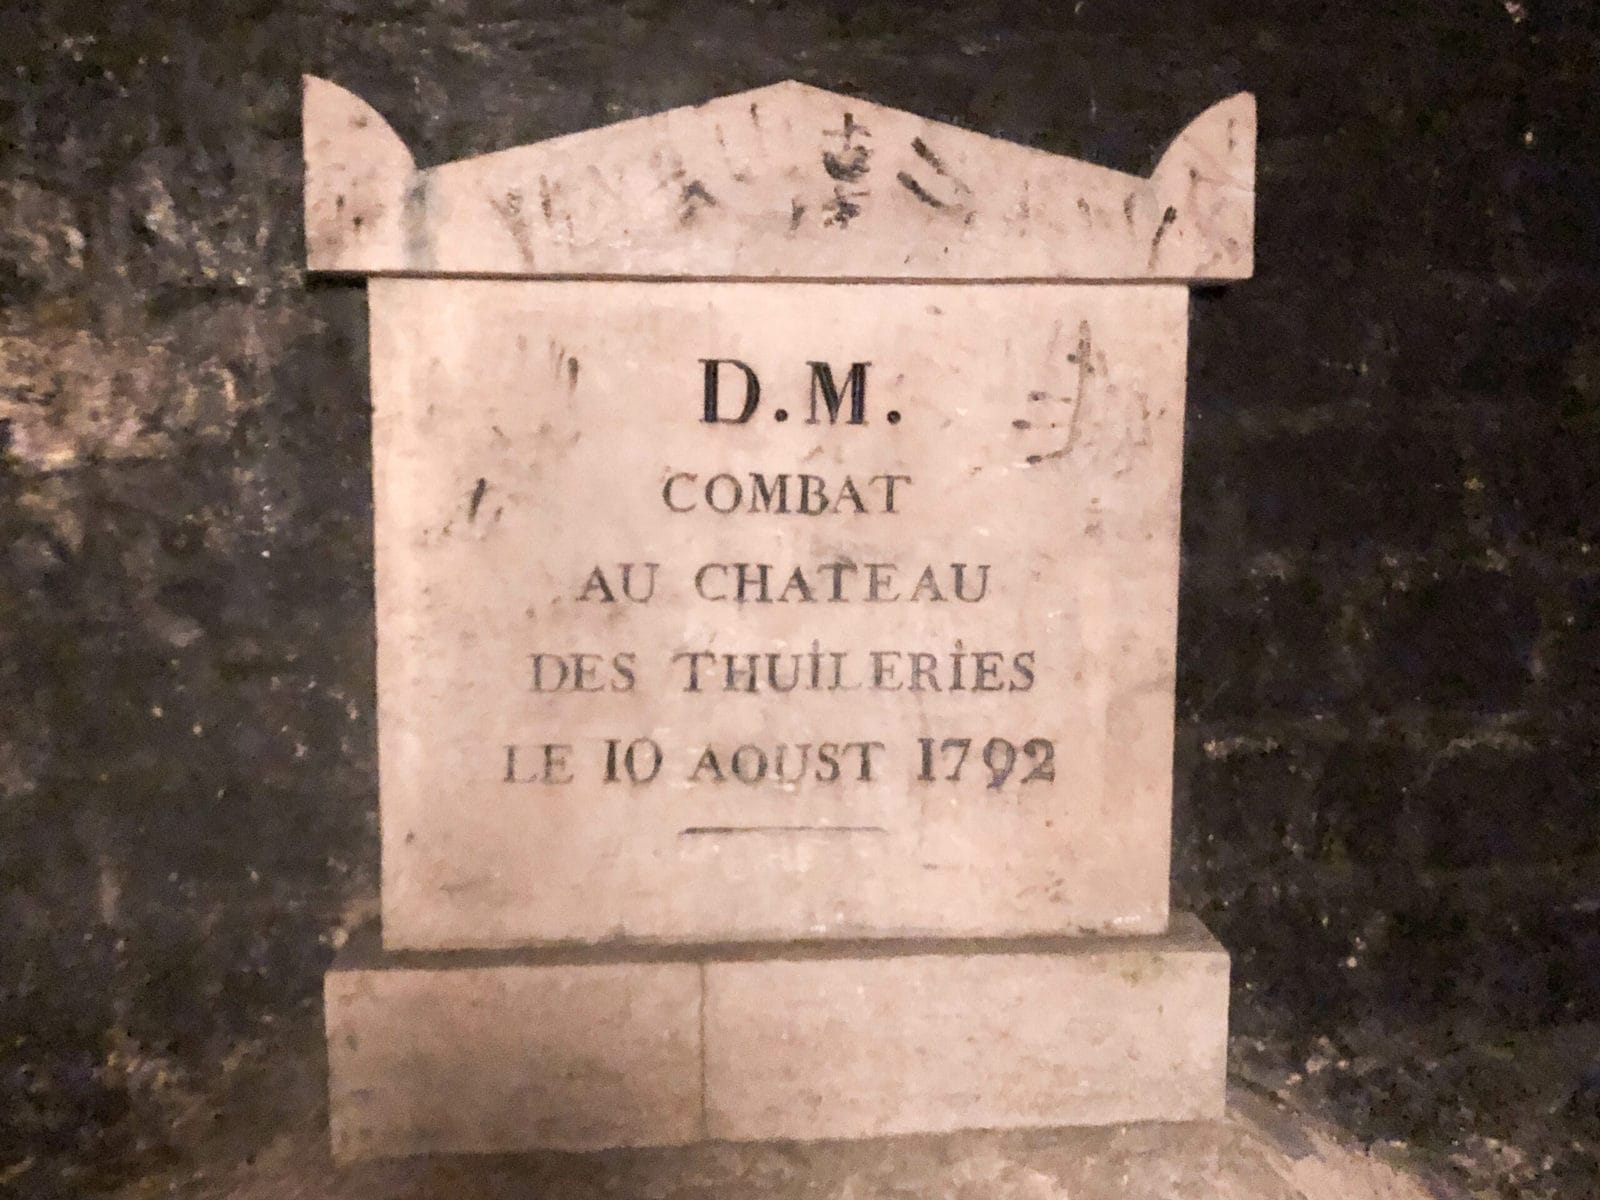 D.M.
COMBAT
AU CHATEAU
DES THUILERIES
LE 10 AOUST 1792